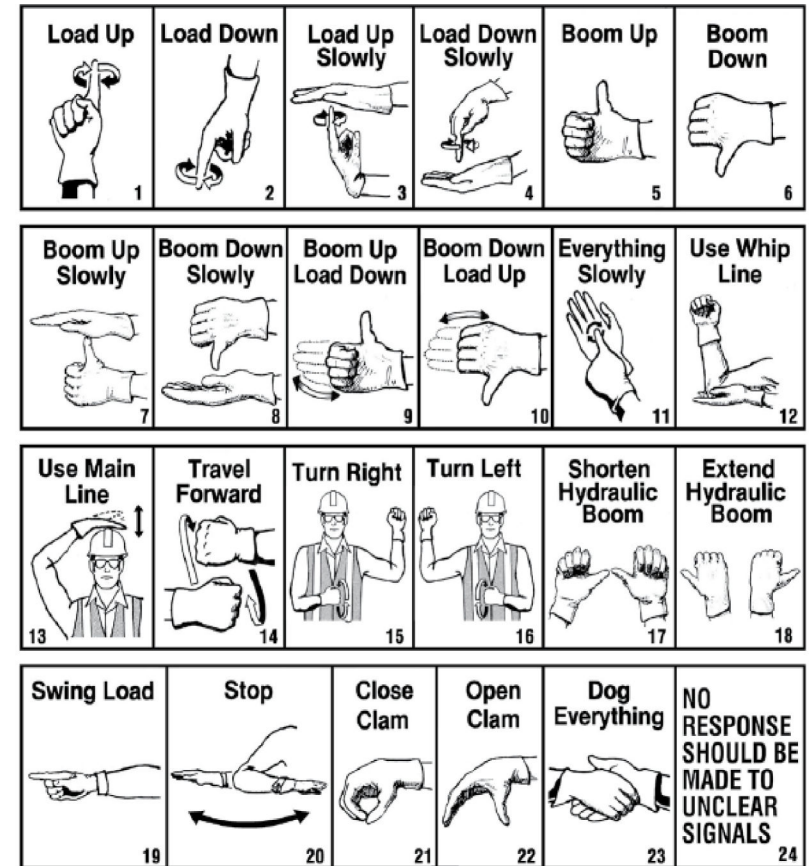 Load Up
1
Load Down
2
Load Up
Slowly
3
Load Down
Slowly
4
Boom Up
5
Boom
Down
6
Boom Up
Slowly
7
Boom Down
Slowly
8
Boom Up
Load Down
9
Boom Down
Load Up
10
Everything
Slowly
11
Use Whip
Line
12
Use Main
Line
13
Travel
Forward
14
Turn Right
15
Turn Left
16
Shorten
Hydraulic
Boom
17
Extend
Hydraulic
Boom
18
Swing Load
19
Stop
20
Close
Clam
21
Open
Clam
22
Dog
Everything
23
NO
RESPONSE
SHOULD BE
MADE TO
UNCLEAR
SIGNALS
24